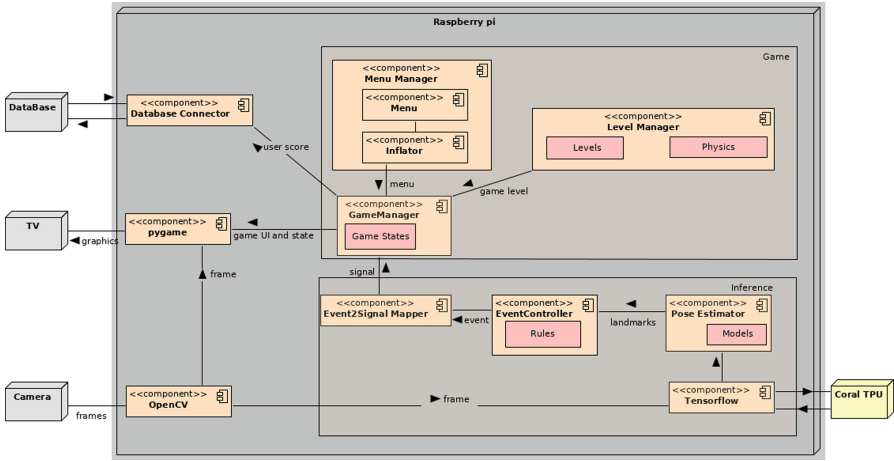 Raspberry pi
Game
<<component>>
Menu Manager
<<component>>
Menu
<<component>>
Inflator
DataBase
<<component>>
Database Connector
<<component>>
Level Manager
Levels
Physics
user score
menu
game level
<<component>>
GameManager
Game States
TV
<<component>>
pygame
graphics
game UI and state
frame
signal
Inference
<<component>>
Event2Signal Mapper
event
<<component>>
EventController
Rules
landmarks
<<component>>
Pose Estimator
Models
Camera
frames
<<component>>
OpenCV
frame
<<component>>
Tensorflow
Coral TPU